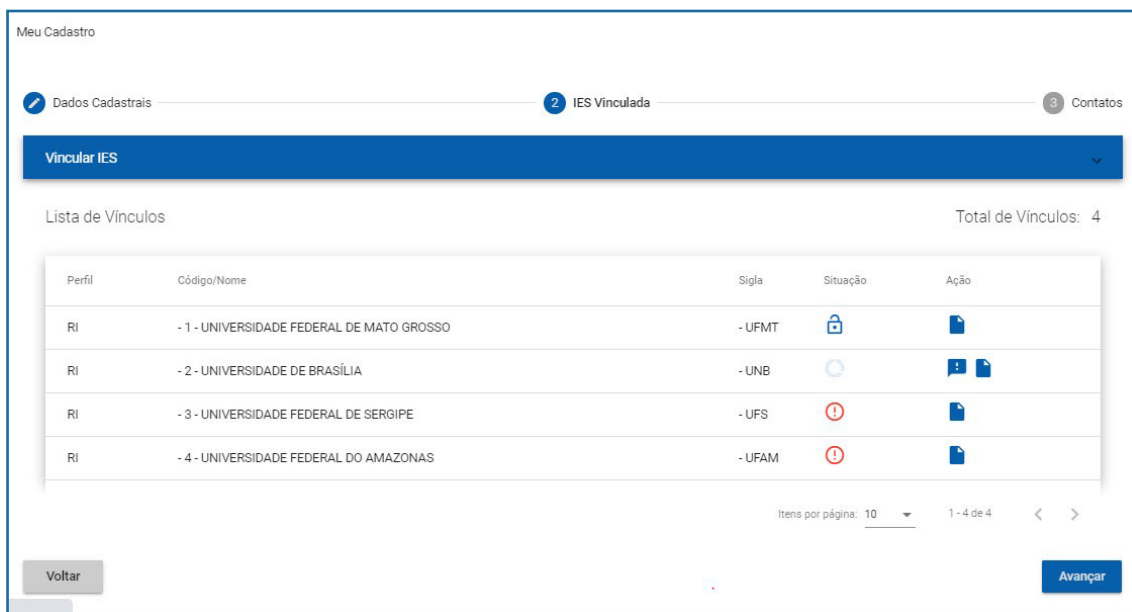 Meu Cadastro
Dados Cadastrais 2 IES Vinculada 3 Contatos
Vincular IES
Lista de Vínculos Total de Vínculos: 4
Perfil Código/Nome Sigla Situação Ação
RI - 1 - UNIVERSIDADE FEDERAL DE MATO GROSSO - UFMT
RI - 2 - UNIVERSIDADE DE BRASÍLIA - UNB
RI - 3 - UNIVERSIDADE FEDERAL DE SERGIPE - UFS
RI - 4 - UNIVERSIDADE FEDERAL DO AMAZONAS - UFAM
Itens por página: 10 1 - 4 de 4
Voltar Avançar